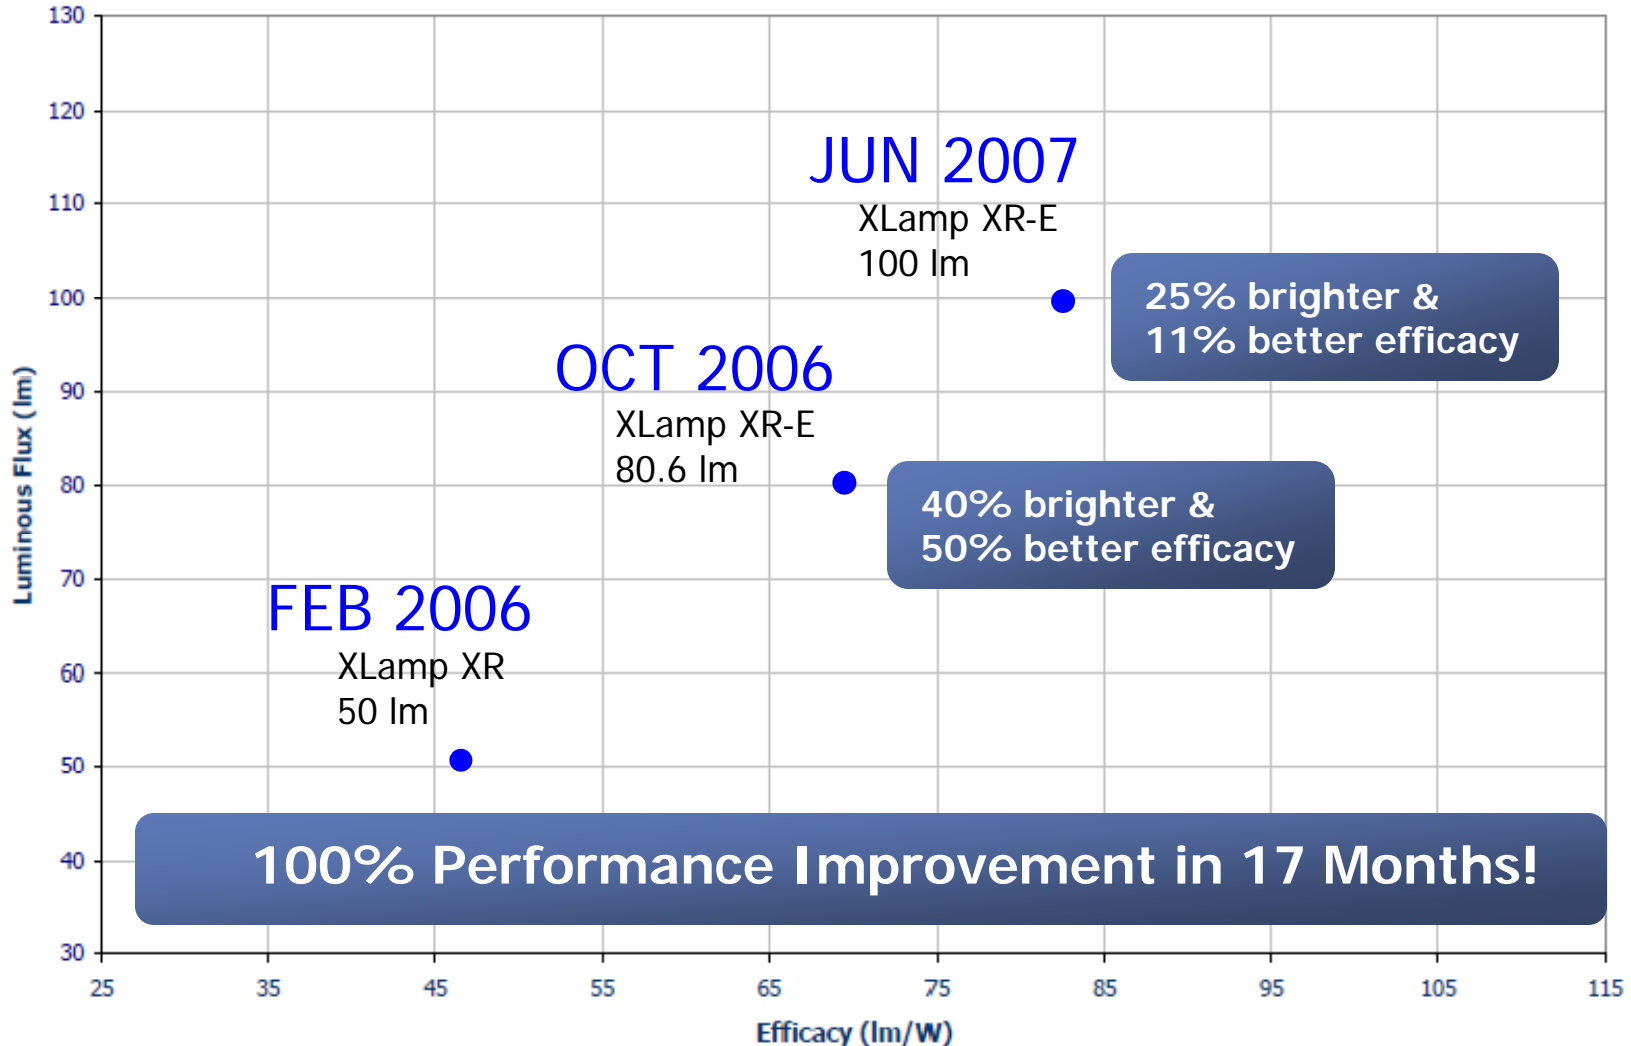 130
120
110
100
90
80
70
60
50
40
30
Luminous Flux (lm)
JUN 2007
XLamp XR-E
100 lm
25% brighter &
11% better efficacy
OCT 2006
XLamp XR-E
80.6 lm
40% brighter &
50% better efficacy
FEB 2006
XLamp XR
50 lm
100% Performance Improvement in 17 Months!
25 35 45 55 65 75 85 95 105 115
Efficacy (lm/W)